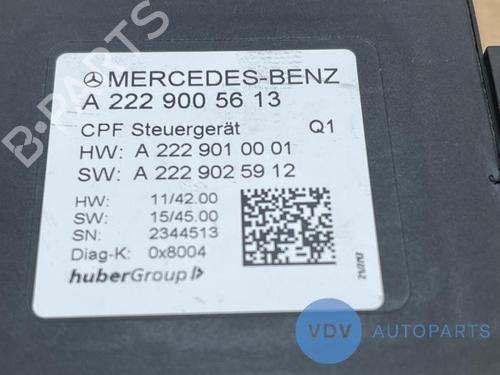 MERCEDES-BENZ
A 222 900 56 13
CPF Steuergerät Q1
HW: A 222 901 00 01
SW: A 222 902 59 12
HW: 11/42.00
SW: 15/45.00
SN: 2344513
Diag-K: 0x8004
huberGroup
B-PARTS
VDV AUTOPARTS